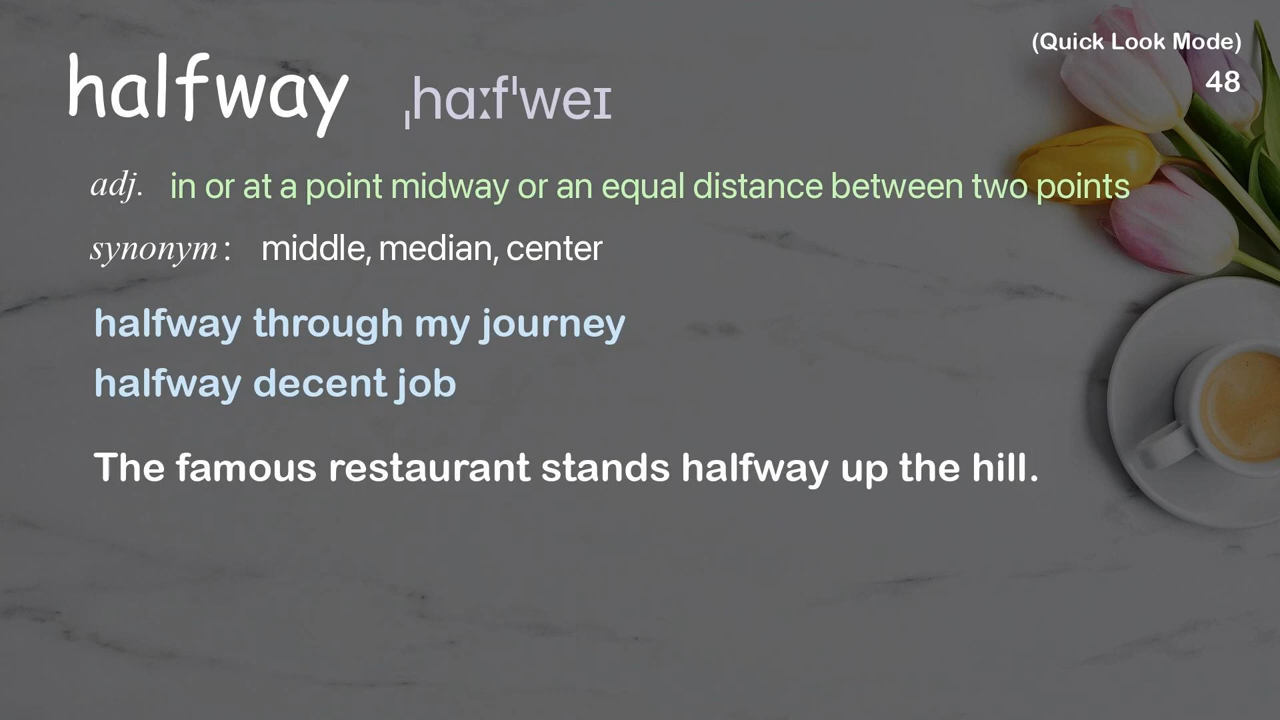 (Quick Look Mode)
48
halfway ˌhɑːfˈweɪ
adj. in or at a point midway or an equal distance between two points
synonym : middle, median, center
halfway through my journey
halfway decent job
The famous restaurant stands halfway up the hill.